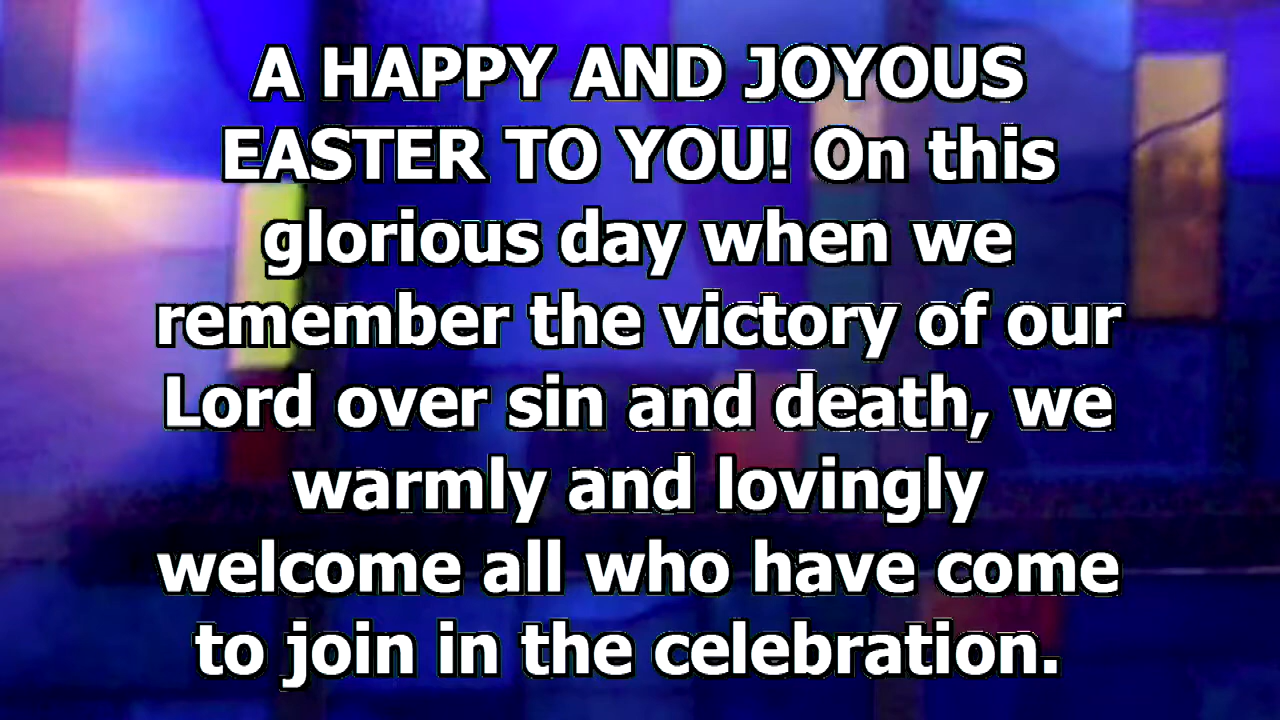 A HAPPY AND JOYOUS
EASTER TO YOU! On this
glorious day when we
remember the victory of our
Lord over sin and death, we
warmly and lovingly
welcome all who have come
to join in the celebration.